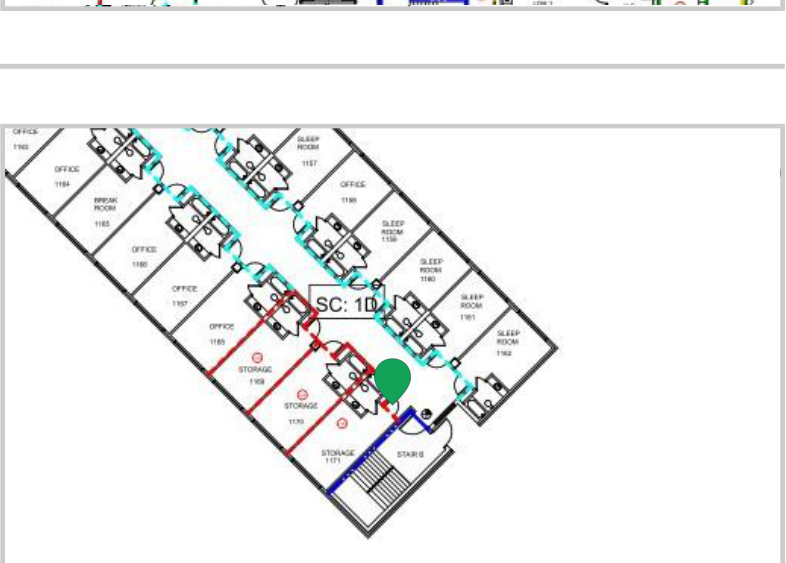 OFFICE
1163
OFFICE
1164
BREAK
ROOM
1165
OFFICE
1166
OFFICE
1167
OFFICE
1168
STORAGE
1169
STORAGE
1170
STORAGE
1171
SLEEP
ROOM
1157
OFFICE
1158
SLEEP
ROOM
1159
SLEEP
ROOM
1160
SLEEP
ROOM
1161
SLEEP
ROOM
1162
SC: 1D
STAIR B